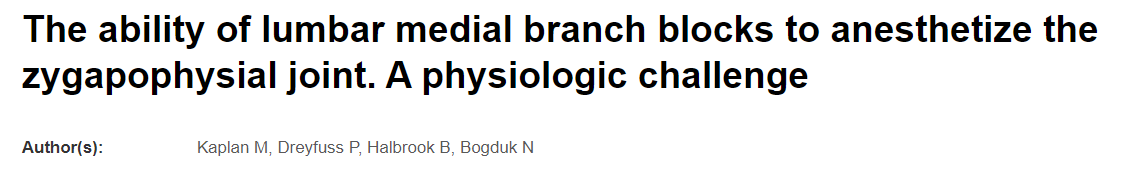 The ability of lumbar medial branch blocks to anesthetize the
zygapophysial joint. A physiologic challenge
Author(s): Kaplan M, Dreyfuss P, Halbrook B, Bogduk N